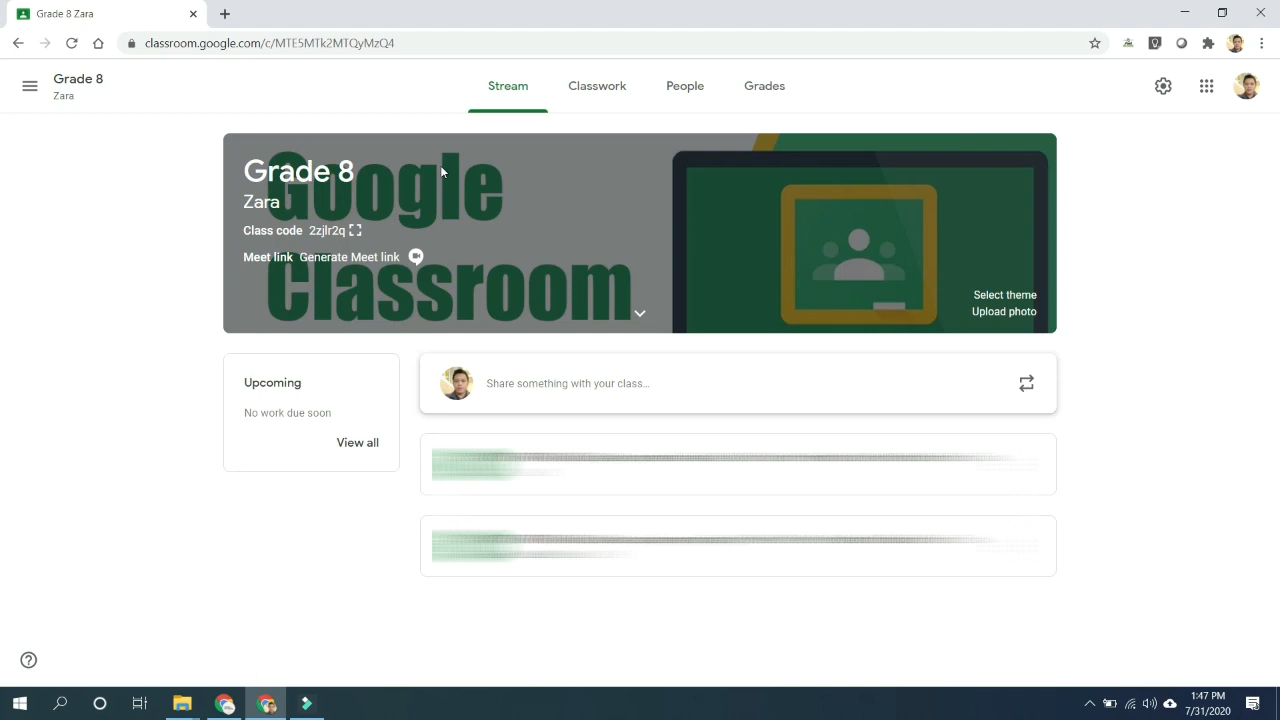 Grade 8 Zara
classroom.google.com/c/MTE5MTk2MTQyMzQ4
Grade 8
Zara
Stream
Classwork
People
Grades
Google
Classroom
Grade 8
Zara
Class code 2zjlr2q
Meet link Generate Meet link
Select theme
Upload photo
Upcoming
No work due soon
View all
Share something with your class...
1:47 PM
7/31/2020